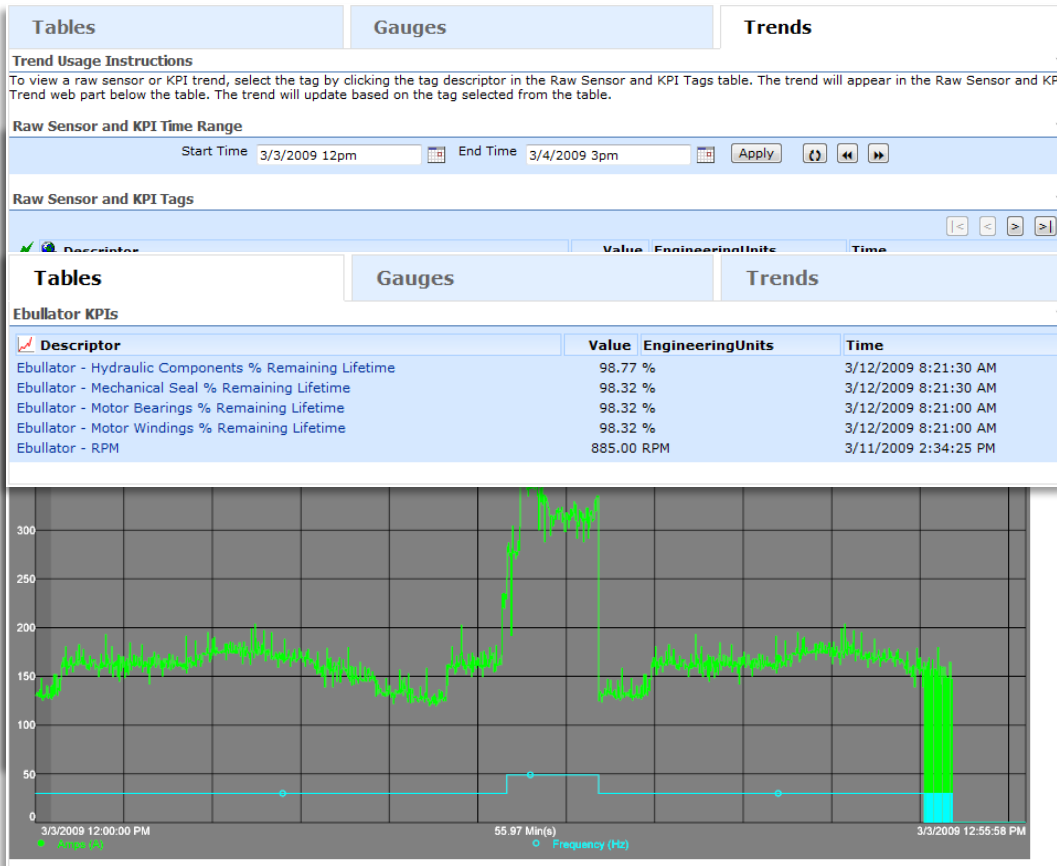 Tables Gauges Trends
Trend Usage Instructions
To view a raw sensor or KPI trend, select the tag by clicking the tag descriptor in the Raw Sensor and KPI Tags table. The trend will appear in the Raw Sensor and KP
Trend web part below the table. The trend will update based on the tag selected from the table.
Raw Sensor and KPI Time Range
Start Time 3/3/2009 12pm End Time 3/4/2009 3pm Apply
Raw Sensor and KPI Tags
|< < > >|
Descriptor Value EngineeringUnits Time
Tables Gauges Trends
Ebullator KPIs
Descriptor Value EngineeringUnits Time
Ebullator - Hydraulic Components % Remaining Lifetime 98.77 % 3/12/2009 8:21:30 AM
Ebullator - Mechanical Seal % Remaining Lifetime 98.32 % 3/12/2009 8:21:30 AM
Ebullator - Motor Bearings % Remaining Lifetime 98.32 % 3/12/2009 8:21:00 AM
Ebullator - Motor Windings % Remaining Lifetime 98.32 % 3/12/2009 8:21:00 AM
Ebullator - RPM 885.00 RPM 3/11/2009 2:34:25 PM
300
250
200
150
100
50
0
3/3/2009 12:00:00 PM 55.97 Min(s) 3/3/2009 12:55:58 PM
Amps (A) Frequency (Hz)